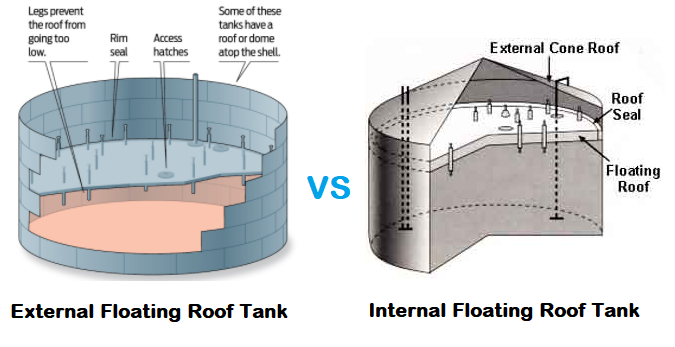 Legs prevent
the roof from
going too
low.
Rim
seal
Access
hatches
Some of these
tanks have a
roof or dome
atop the shell.
External Cone Roof
Roof
Seal
Floating
Roof
VS
External Floating Roof Tank
Internal Floating Roof Tank